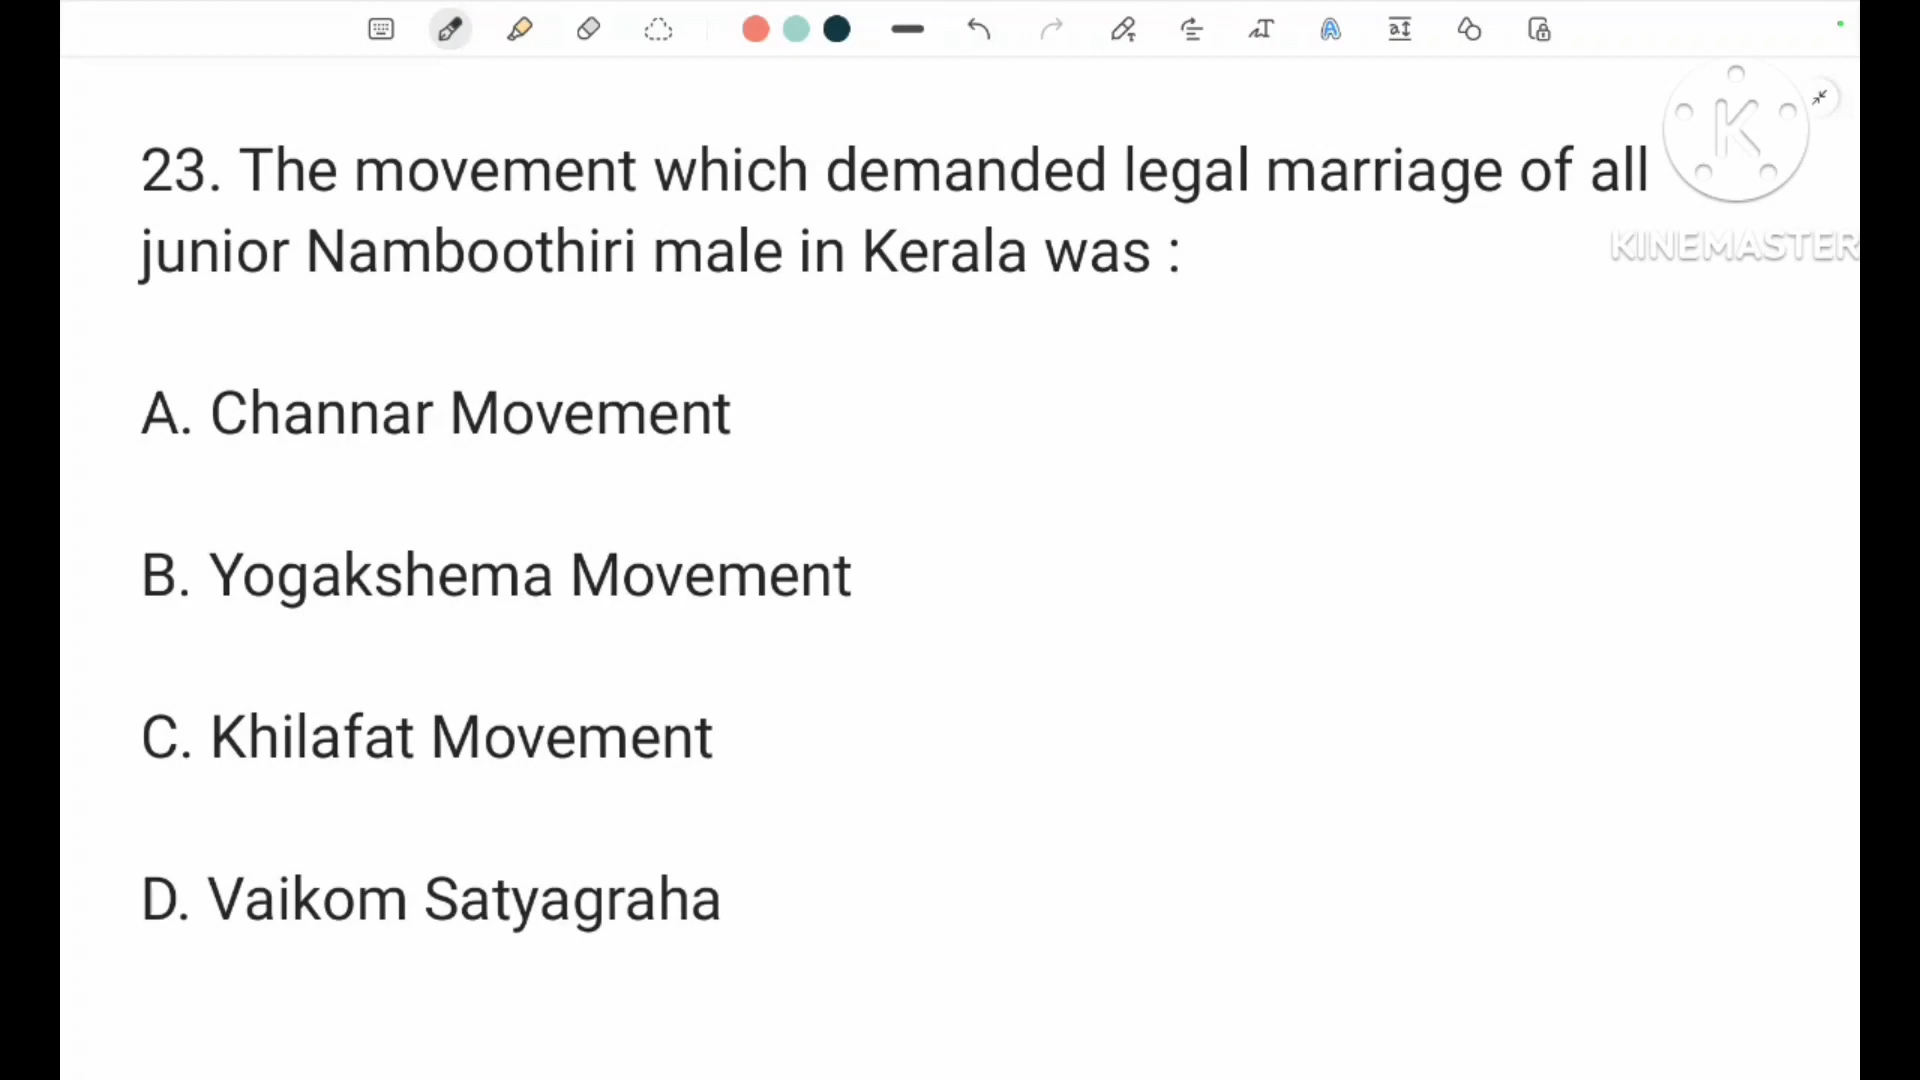 23. The movement which demanded legal marriage of all
junior Namboothiri male in Kerala was :
A. Channar Movement
B. Yogakshema Movement
C. Khilafat Movement
D. Vaikom Satyagraha
K
KINEMASTER